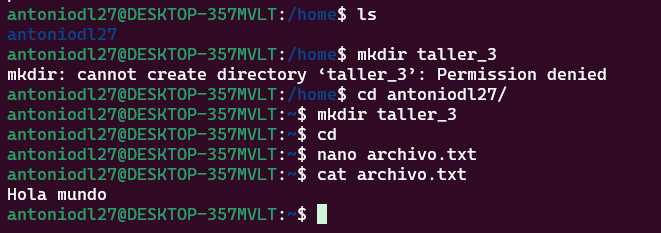 antoniodl27@DESKTOP-357MVLT:/home$ ls
antoniodl27
antoniodl27@DESKTOP-357MVLT:/home$ mkdir taller_3
mkdir: cannot create directory ‘taller_3’: Permission denied
antoniodl27@DESKTOP-357MVLT:/home$ cd antoniodl27/
antoniodl27@DESKTOP-357MVLT:~$ mkdir taller_3
antoniodl27@DESKTOP-357MVLT:~$ cd
antoniodl27@DESKTOP-357MVLT:~$ nano archivo.txt
antoniodl27@DESKTOP-357MVLT:~$ cat archivo.txt
Hola mundo
antoniodl27@DESKTOP-357MVLT:~$